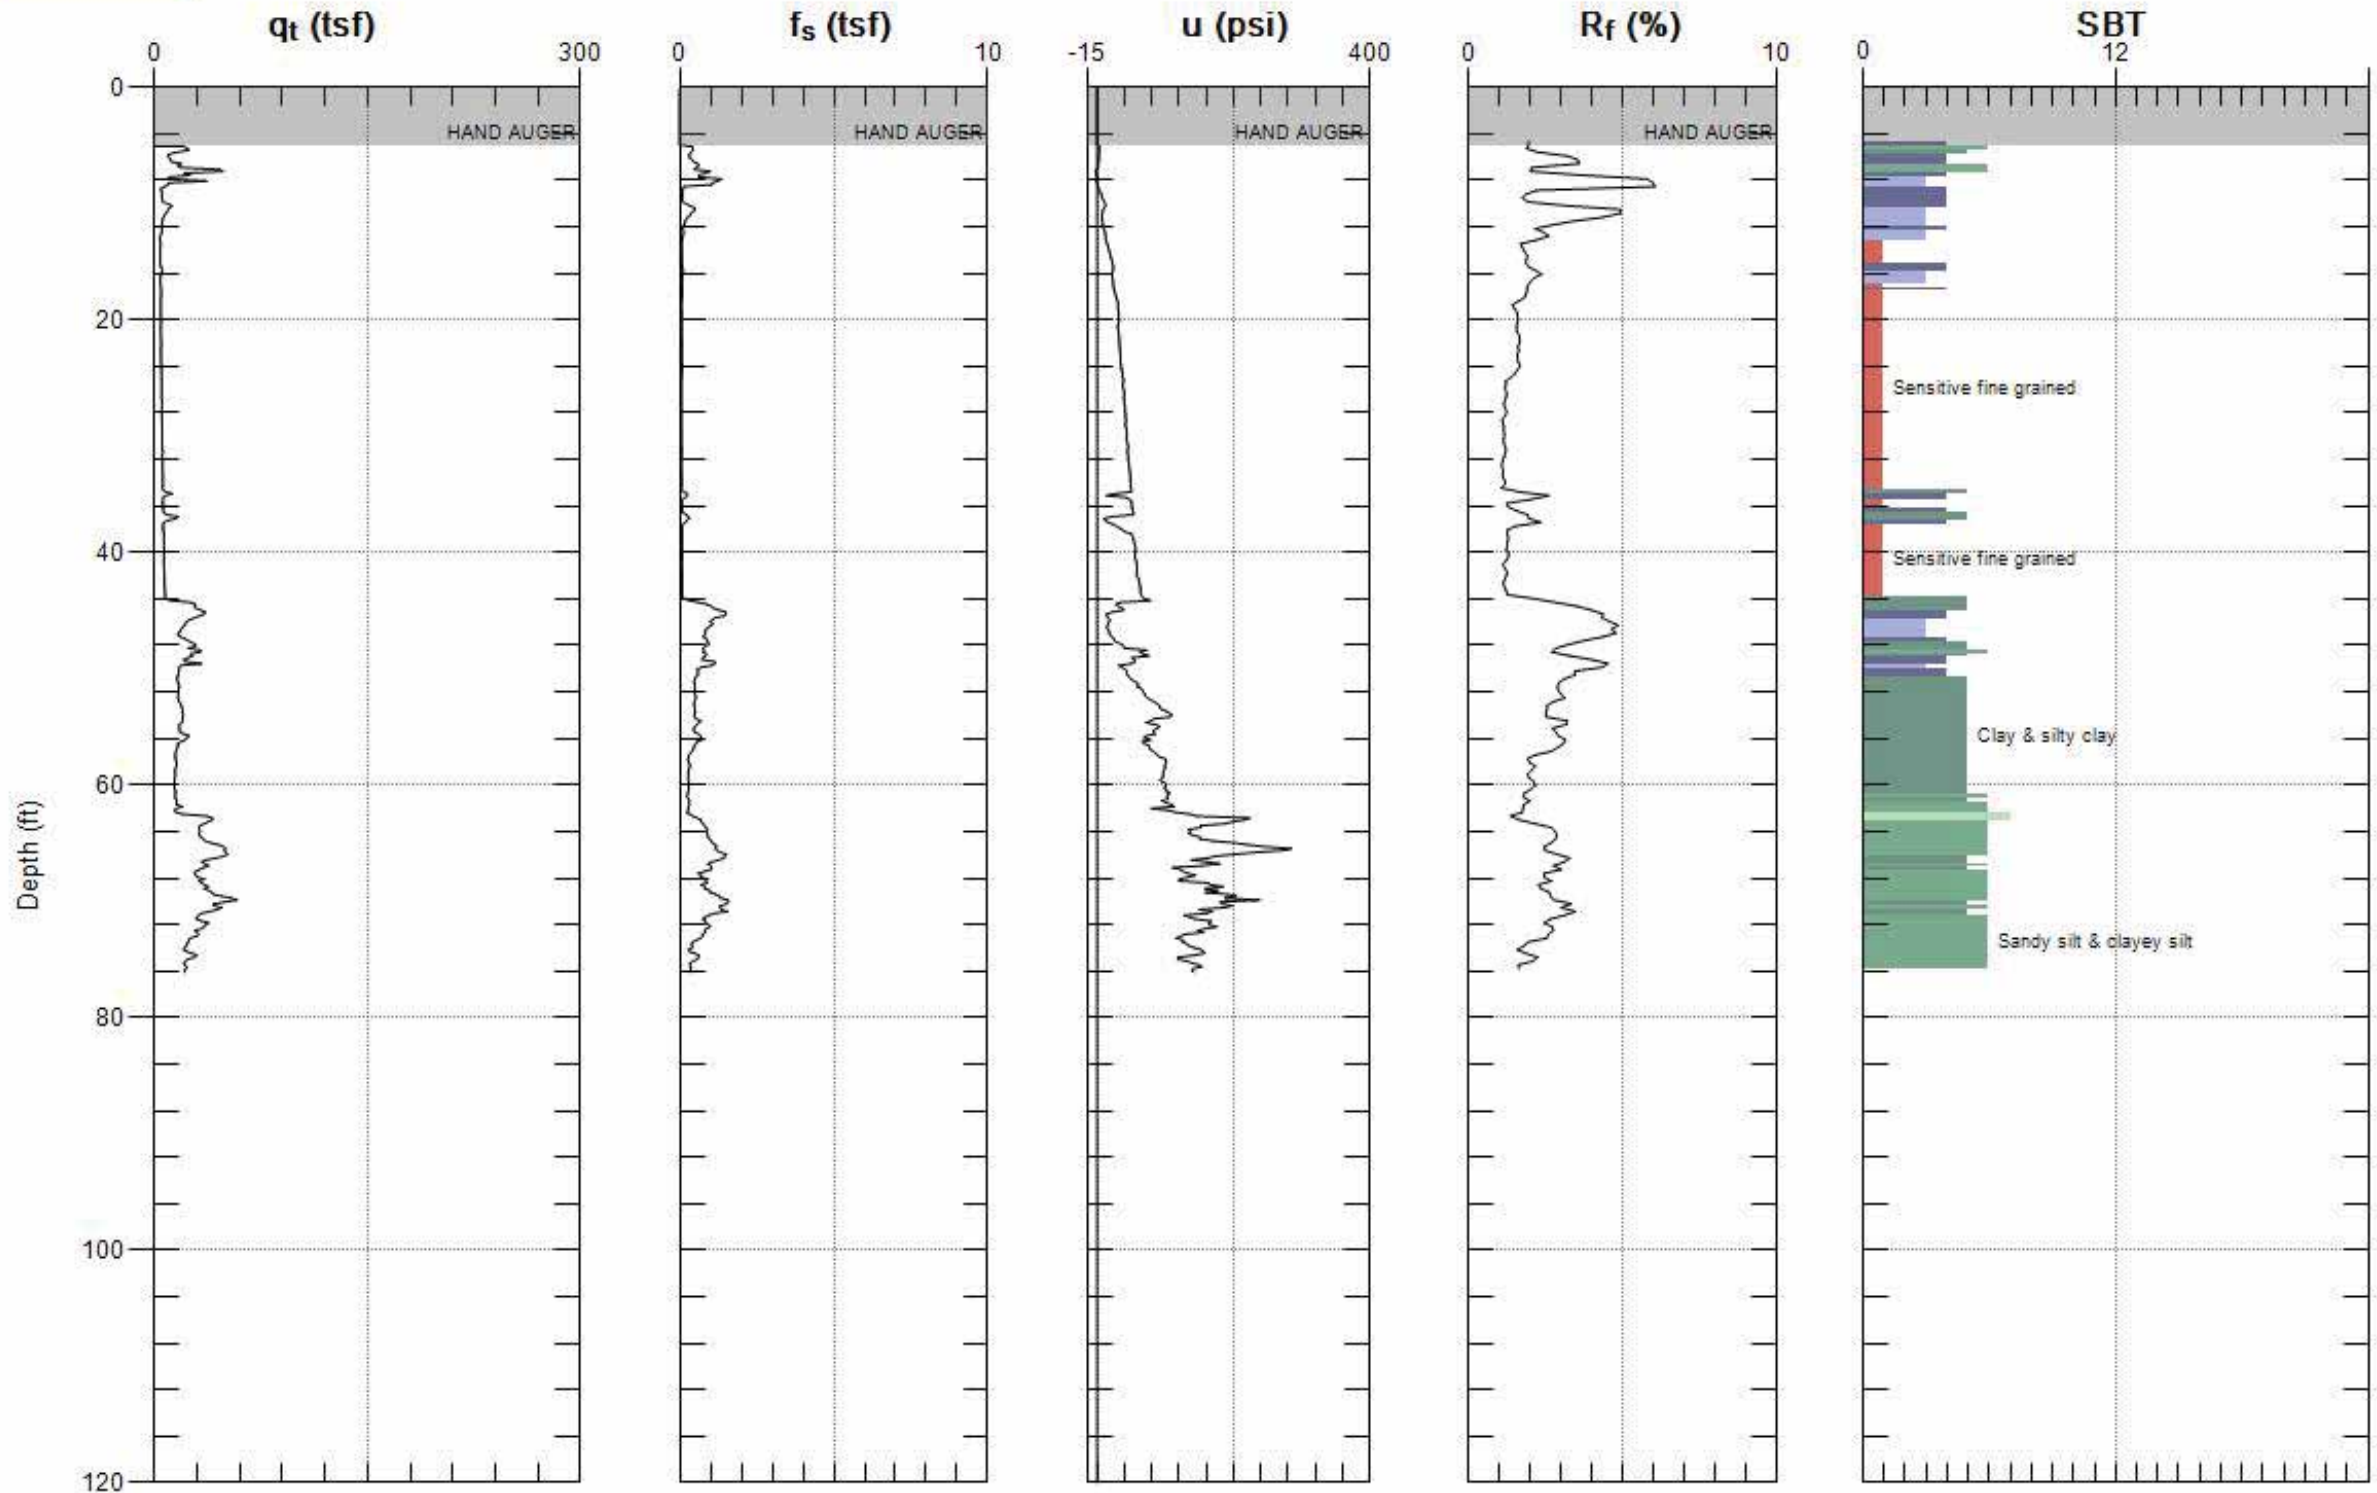 qt (tsf) fs (tsf) u (psi) Rf (%) SBT
0 300 0 10 -15 400 0 10 0 12
0
HAND AUGER HAND AUGER HAND AUGER HAND AUGER
20
Sensitive fine grained
40
Sensitive fine grained
Clay & silty clay
60
Depth (ft)
Sandy silt & clayey silt
80
100
120